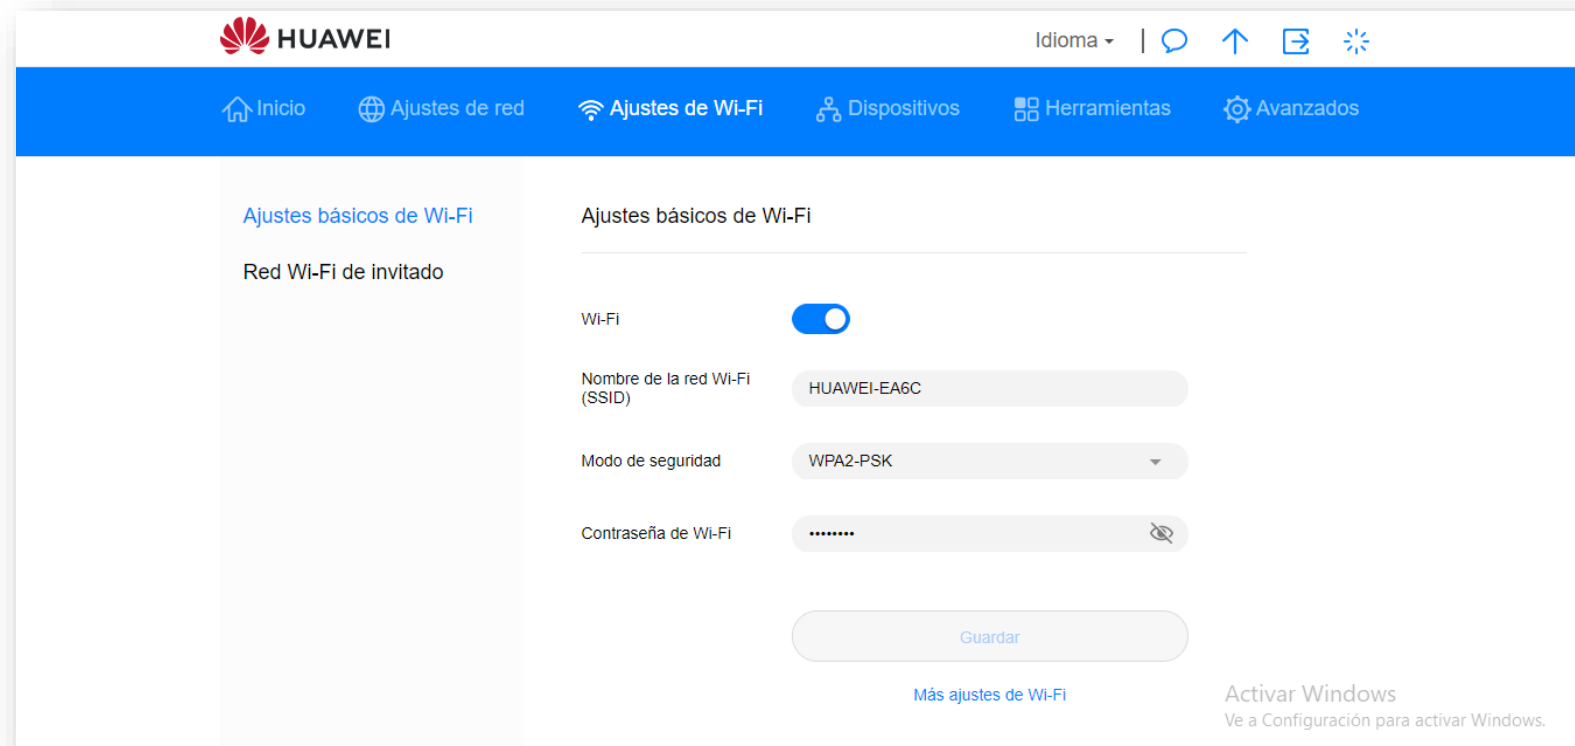 HUAWEI
Idioma
Inicio
Ajustes de red
Ajustes de Wi-Fi
Dispositivos
Herramientas
Avanzados
Ajustes básicos de Wi-Fi
Red Wi-Fi de invitado
Ajustes básicos de Wi-Fi
Wi-Fi
Nombre de la red Wi-Fi
(SSID)
HUAWEI-EA6C
Modo de seguridad
WPA2-PSK
Contraseña de Wi-Fi
••••••••
Guardar
Más ajustes de Wi-Fi
Activar Windows
Ve a Configuración para activar Windows.